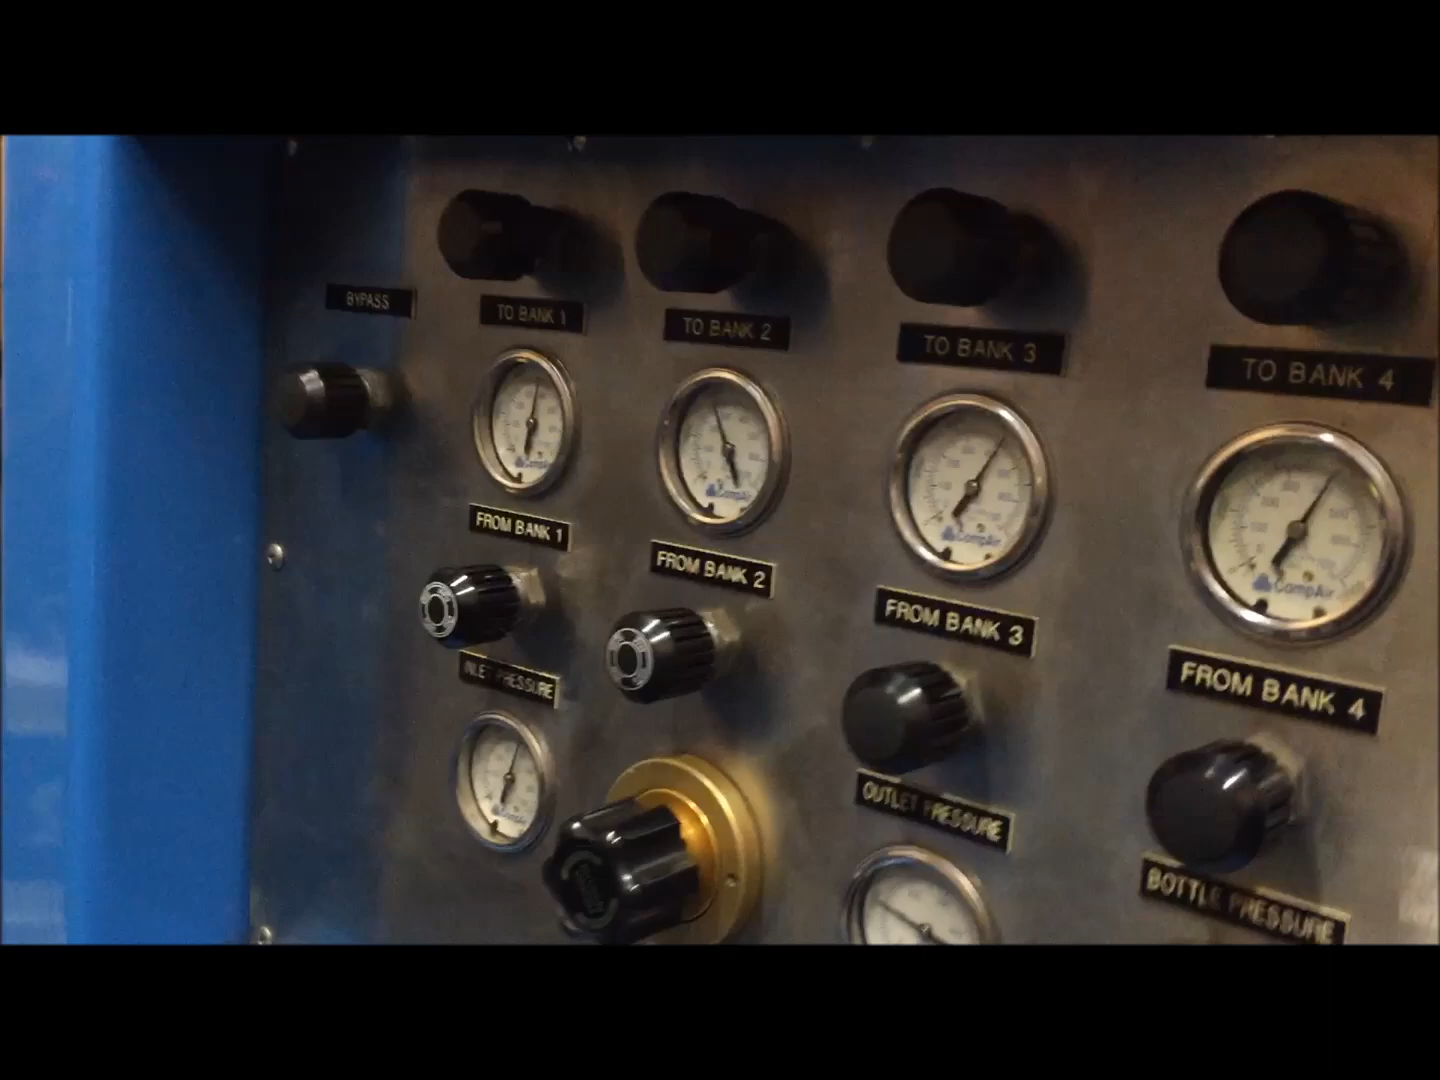 BYPASS
TO BANK 1
TO BANK 2
TO BANK 3
TO BANK 4
CompAir
CompAir
CompAir
CompAir
FROM BANK 1
FROM BANK 2
FROM BANK 3
FROM BANK 4
INLET PRESSURE
OUTLET PRESSURE
BOTTLE PRESSURE
CompAir